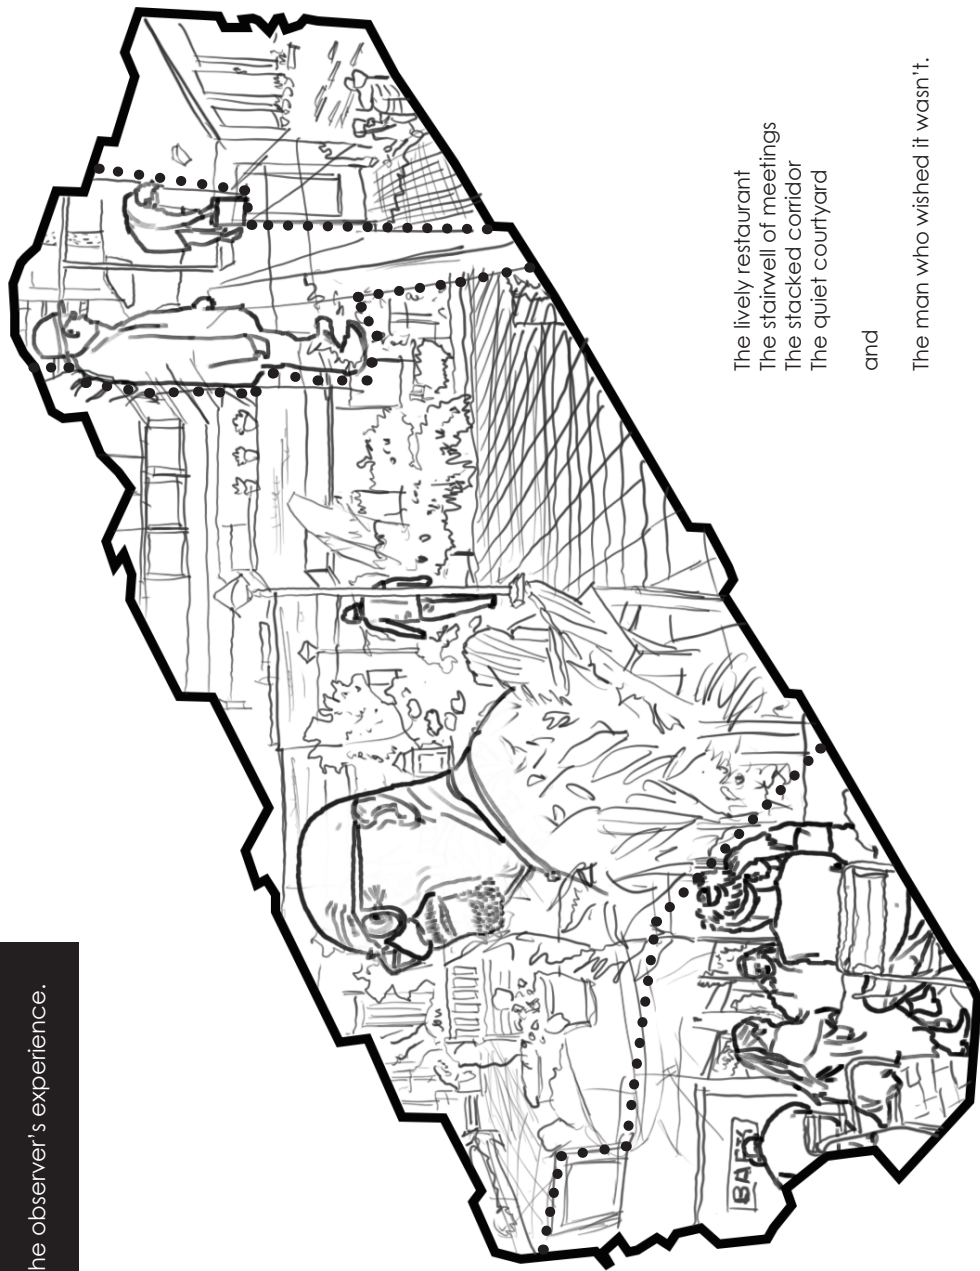 he observer's experience.
The lively restaurant
The stairwell of meetings
The stacked corridor
The quiet courtyard
and
The man who wished it wasn't.